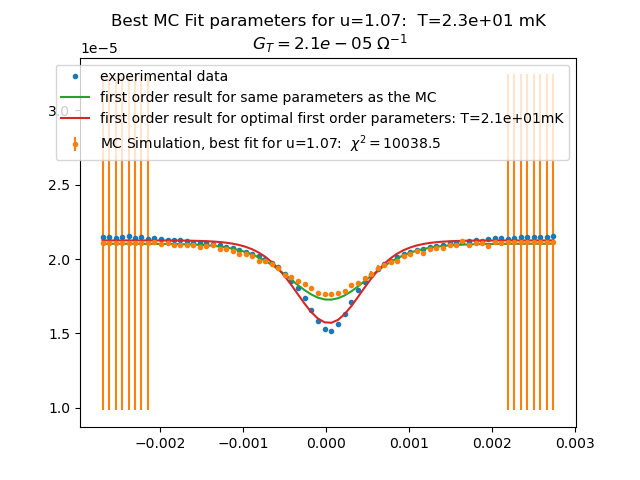 Best MC Fit parameters for u=1.07: T=2.3e+01 mK
G_T = 2.1e − 05 Ω⁻¹
1e−5
experimental data
first order result for same parameters as the MC
first order result for optimal first order parameters: T=2.1e+01mK
MC Simulation, best fit for u=1.07: χ² = 10038.5
3.0
2.5
2.0
1.5
1.0
−0.002 −0.001 0.000 0.001 0.002 0.003